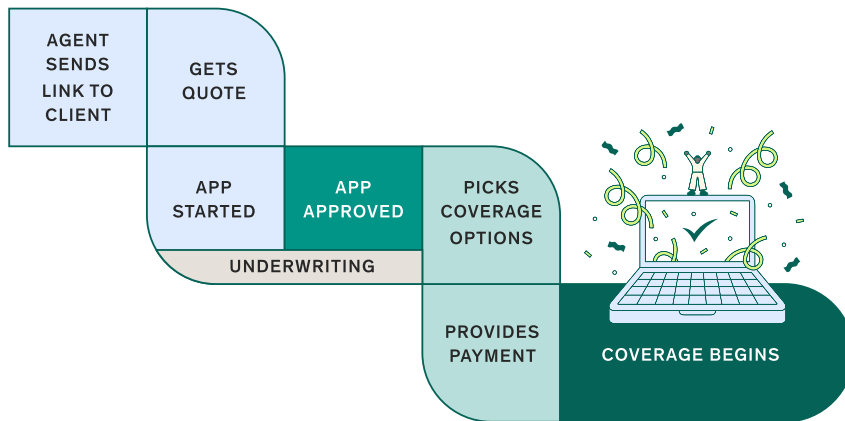 AGENT
SENDS
LINK TO
CLIENT
GETS
QUOTE
APP
STARTED
APP
APPROVED
PICKS
COVERAGE
OPTIONS
UNDERWRITING
PROVIDES
PAYMENT
COVERAGE BEGINS